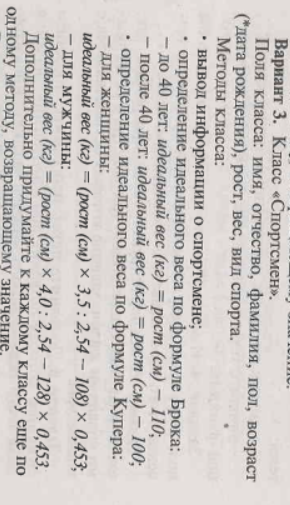 Вариант 3. Класс «Спортсмен».
Поля класса: имя, отчество, фамилия, пол, возраст
(*дата рождения), рост, вес, вид спорта.
Методы класса:
• вывод информации о спортсмене;
• определение идеального веса по формуле Брока:
– до 40 лет: идеальный вес (кг) = рост (см) – 110;
– после 40 лет: идеальный вес (кг) = рост (см) – 100;
• определение идеального веса по формуле Купера:
– для женщины:
идеальный вес (кг) = (рост (см) × 3,5 : 2,54 – 108) × 0,453;
– для мужчины:
идеальный вес (кг) = (рост (см) × 4,0 : 2,54 – 128) × 0,453.
Дополнительно придумайте к каждому классу еще по
одному методу, возвращающему значение.